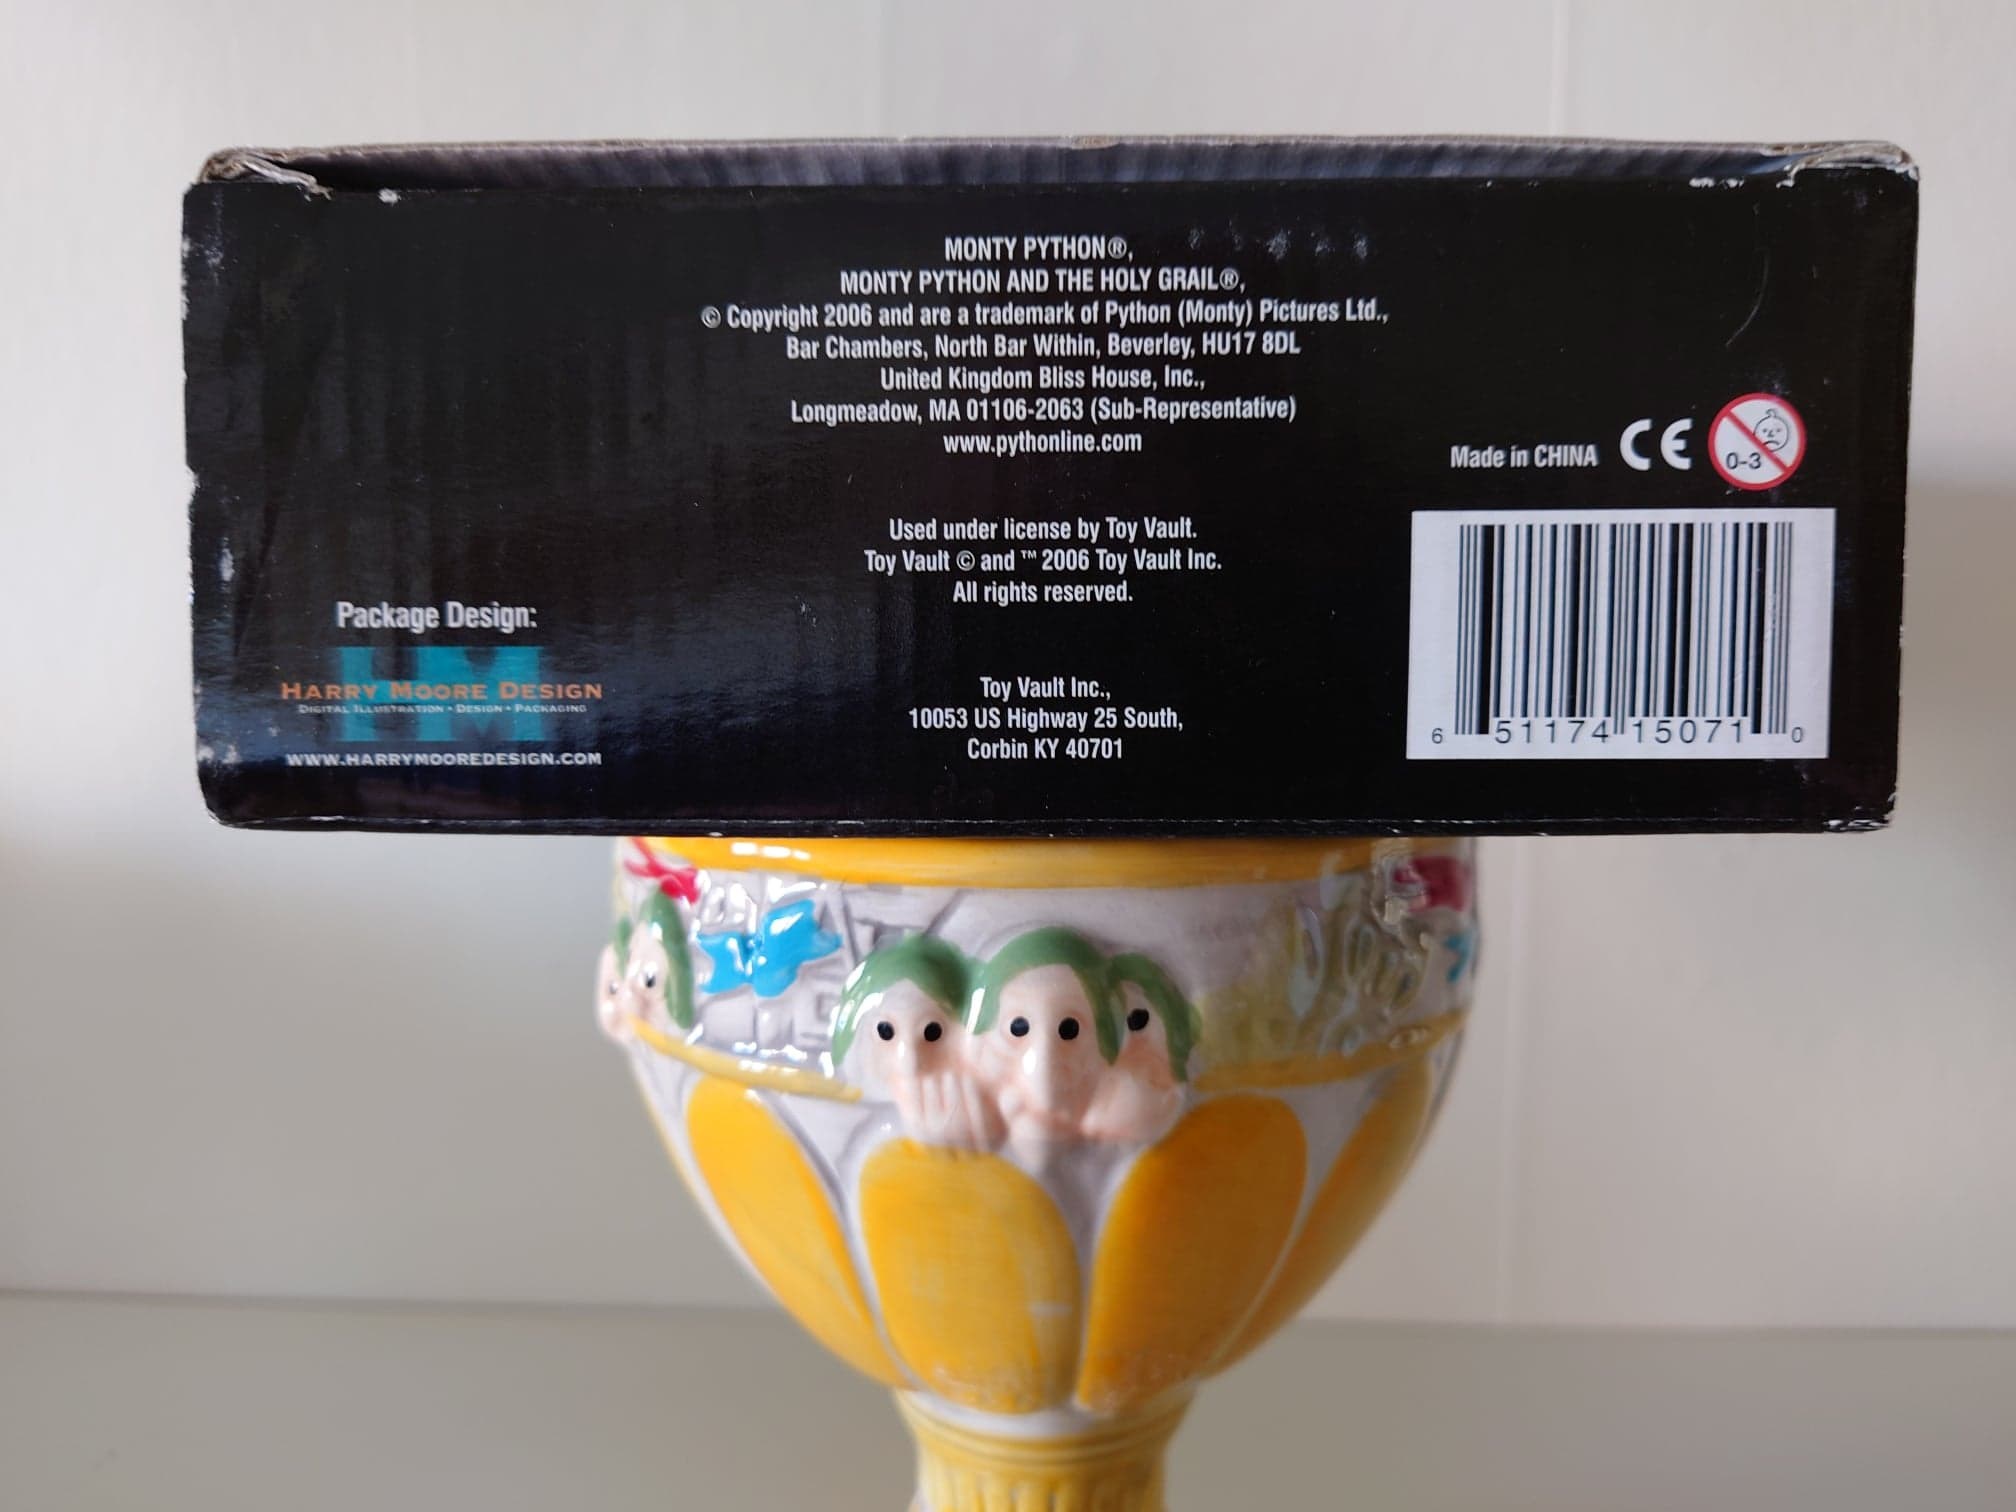 MONTY PYTHON®,
MONTY PYTHON AND THE HOLY GRAIL®,
© Copyright 2006 and are a trademark of Python (Monty) Pictures Ltd.,
Bar Chambers, North Bar Within, Beverley, HU17 8DL
United Kingdom Bliss House, Inc.,
Longmeadow, MA 01106-2063 (Sub-Representative)
www.pythonline.com
Used under license by Toy Vault.
Toy Vault © and ™ 2006 Toy Vault Inc.
All rights reserved.
Toy Vault Inc.,
10053 US Highway 25 South,
Corbin KY 40701
Package Design:
HM
HARRY MOORE DESIGN
DIGITAL ILLUSTRATION • DESIGN • PACKAGING
WWW.HARRYMOOREDESIGN.COM
Made in CHINA CE 0-3
6 51174 15071 0